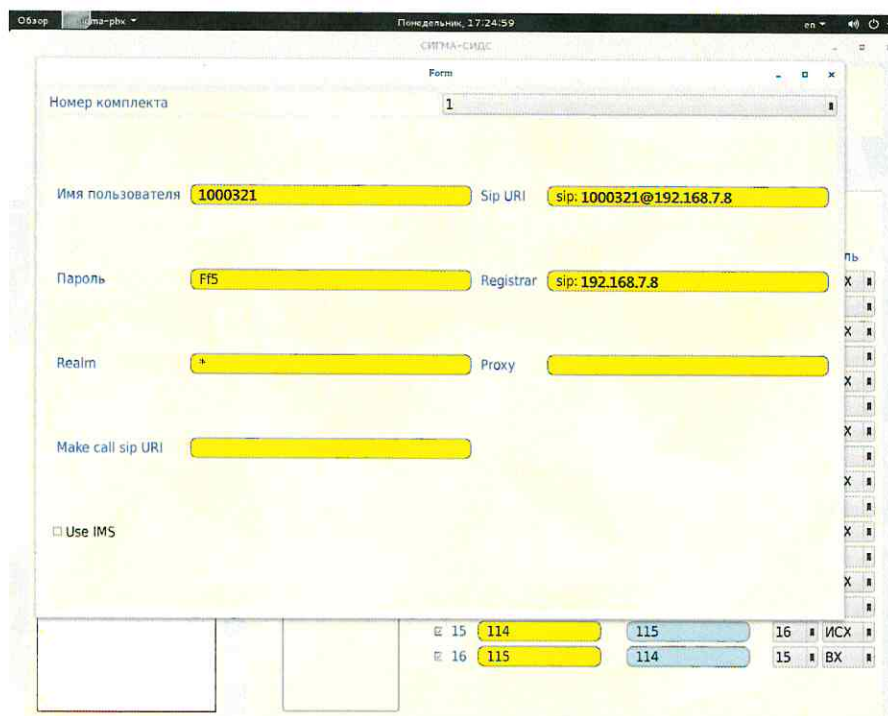 Обзор
Понедельник, 17:24:59
en
СИГМА-СИДС
Form
Номер комплекта 1
Имя пользователя 1000321 Sip URI sip: 1000321@192.168.7.8
Пароль Ff5 Registrar sip: 192.168.7.8
Realm * Proxy
Make call sip URI
Use IMS
ль
Х
Х
Х
Х
Х
Х
Х
15 114 115 16 ИСХ
16 115 114 15 ВХ